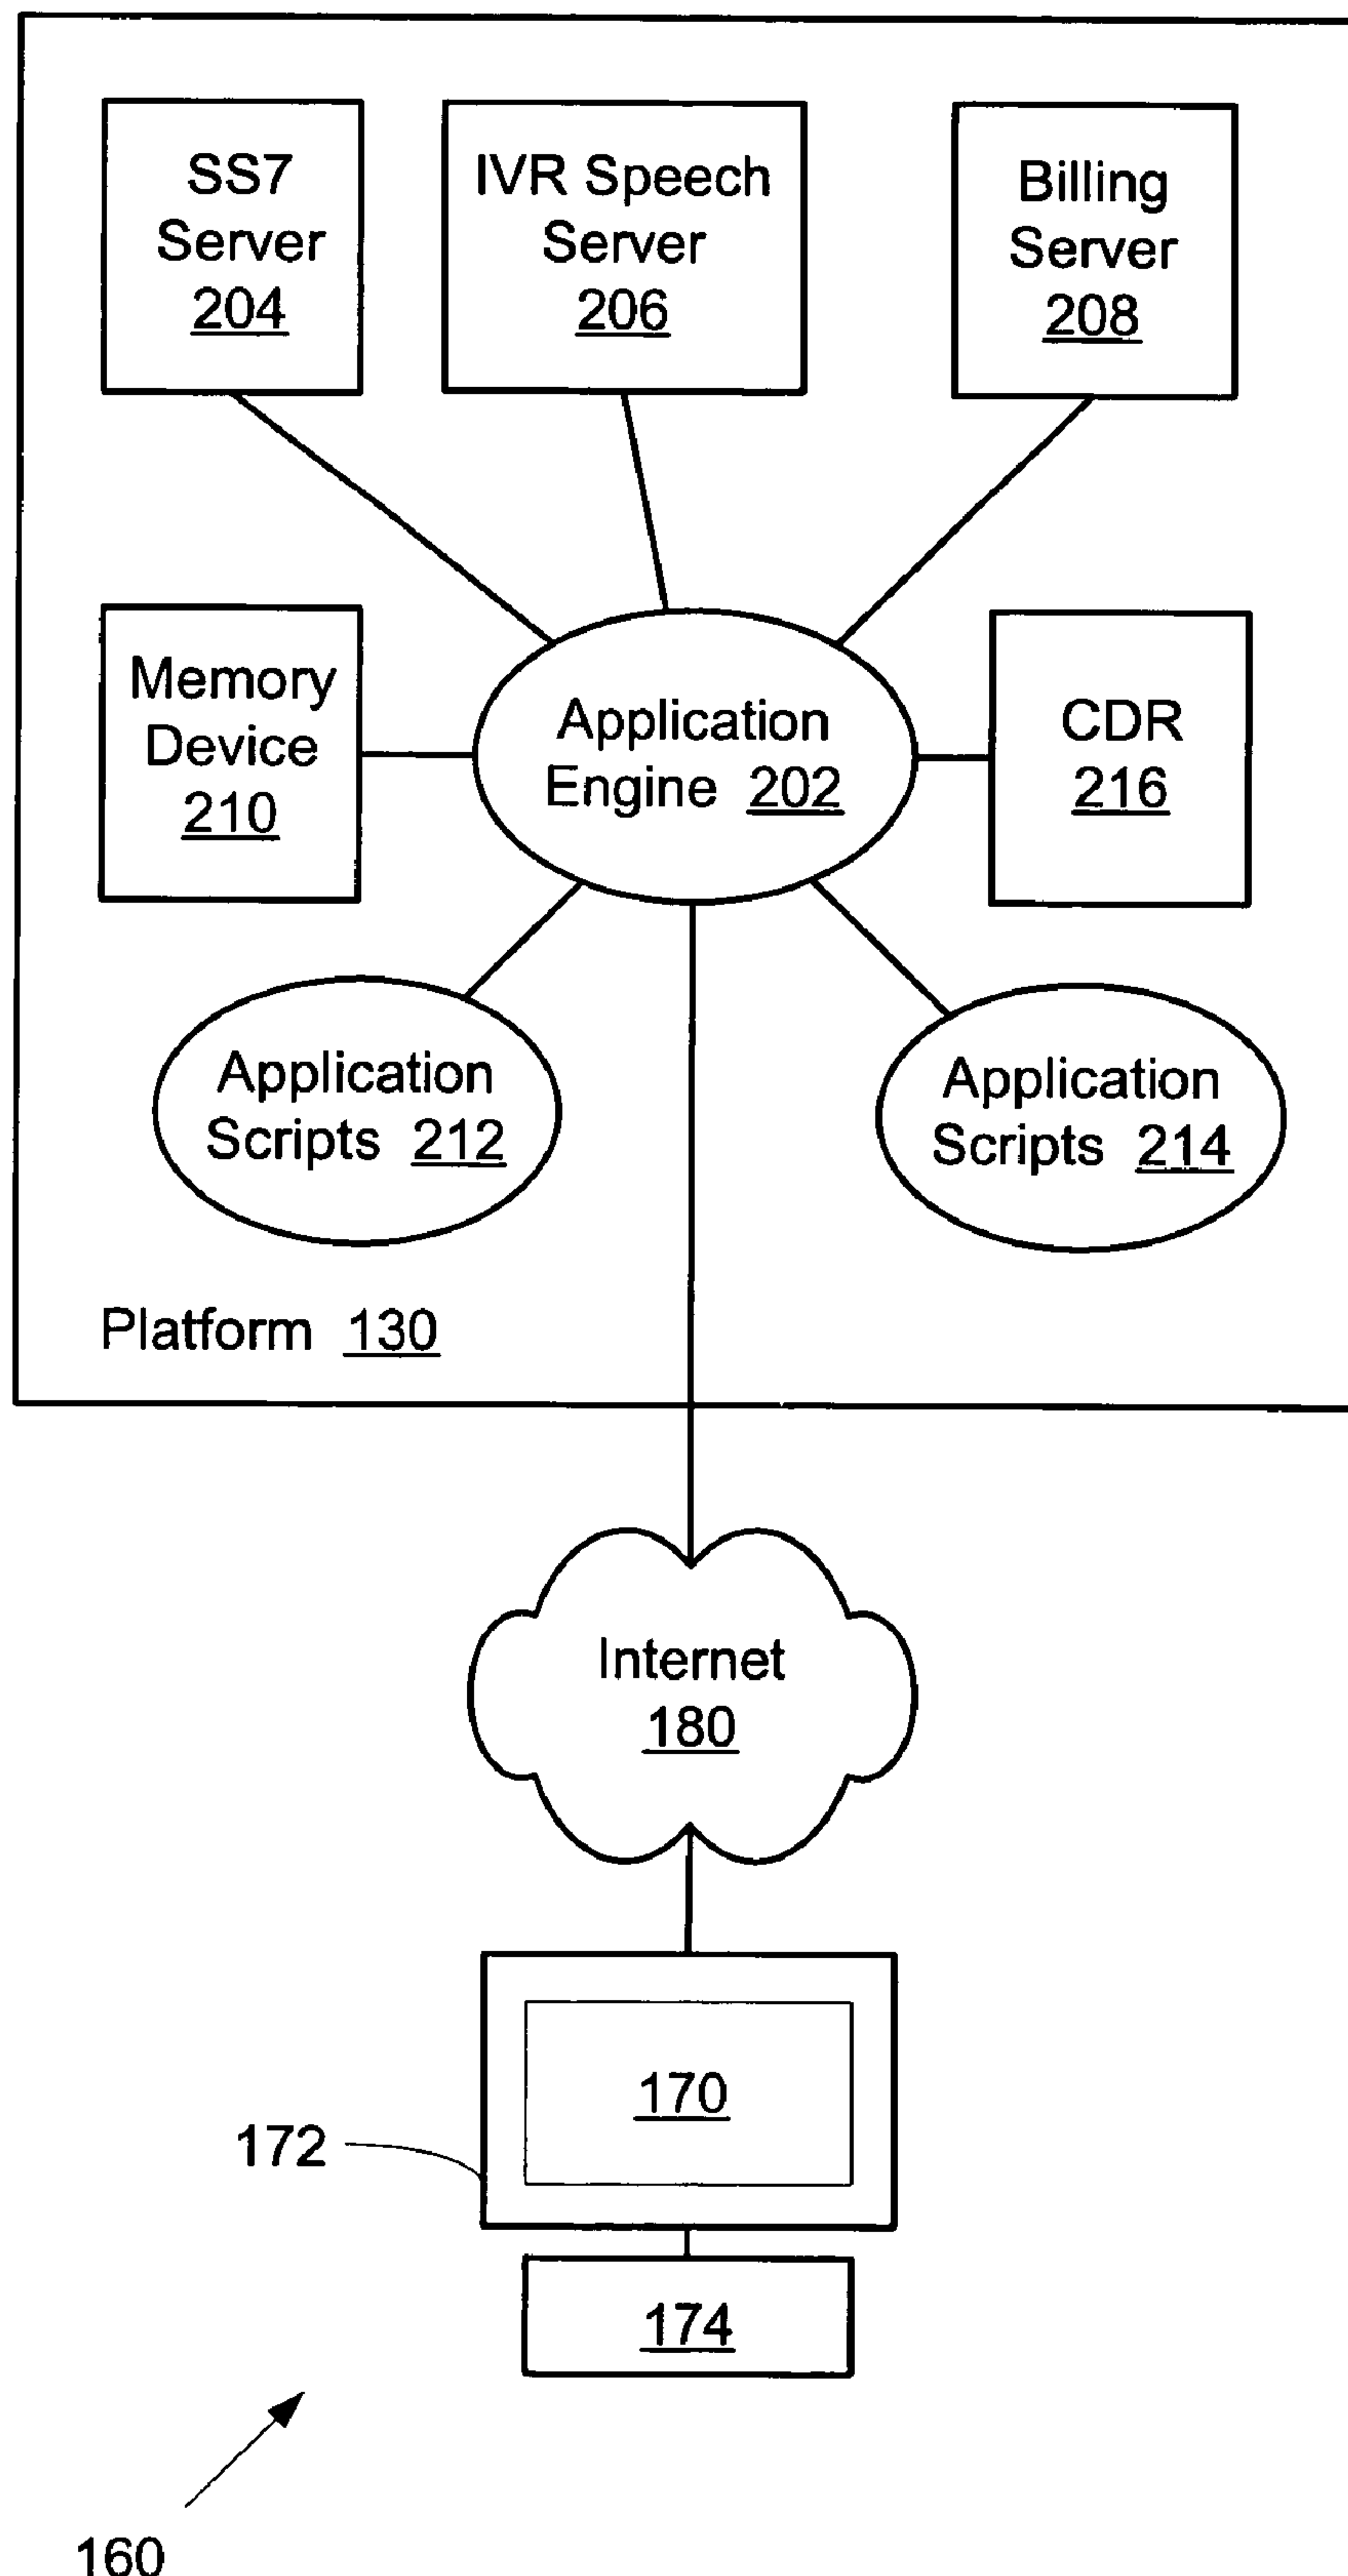 SS7
Server
204
IVR Speech
Server
206
Billing
Server
208
Memory
Device
210
Application
Engine 202
CDR
216
Application
Scripts 212
Application
Scripts 214
Platform 130
Internet
180
170
172
174
160